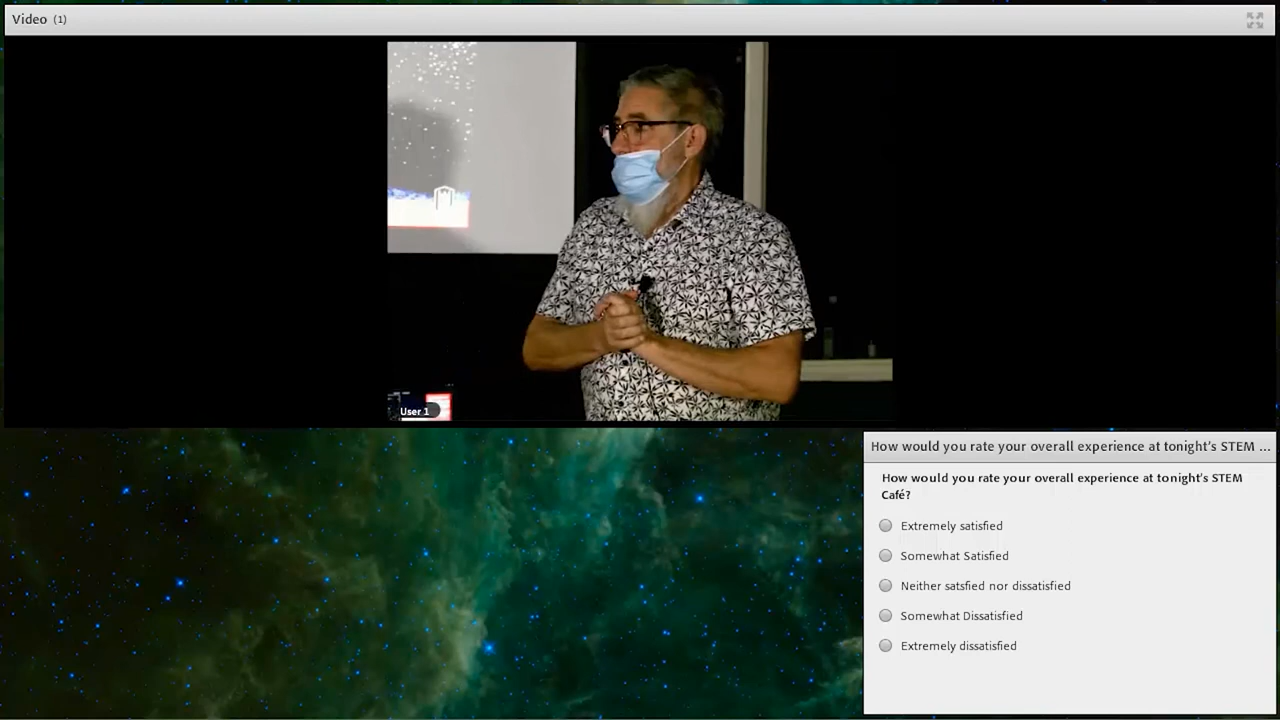 Video (1)
User 1
How would you rate your overall experience at tonight's STEM ...
How would you rate your overall experience at tonight's STEM
Café?
Extremely satisfied
Somewhat Satisfied
Neither satsfied nor dissatisfied
Somewhat Dissatisfied
Extremely dissatisfied